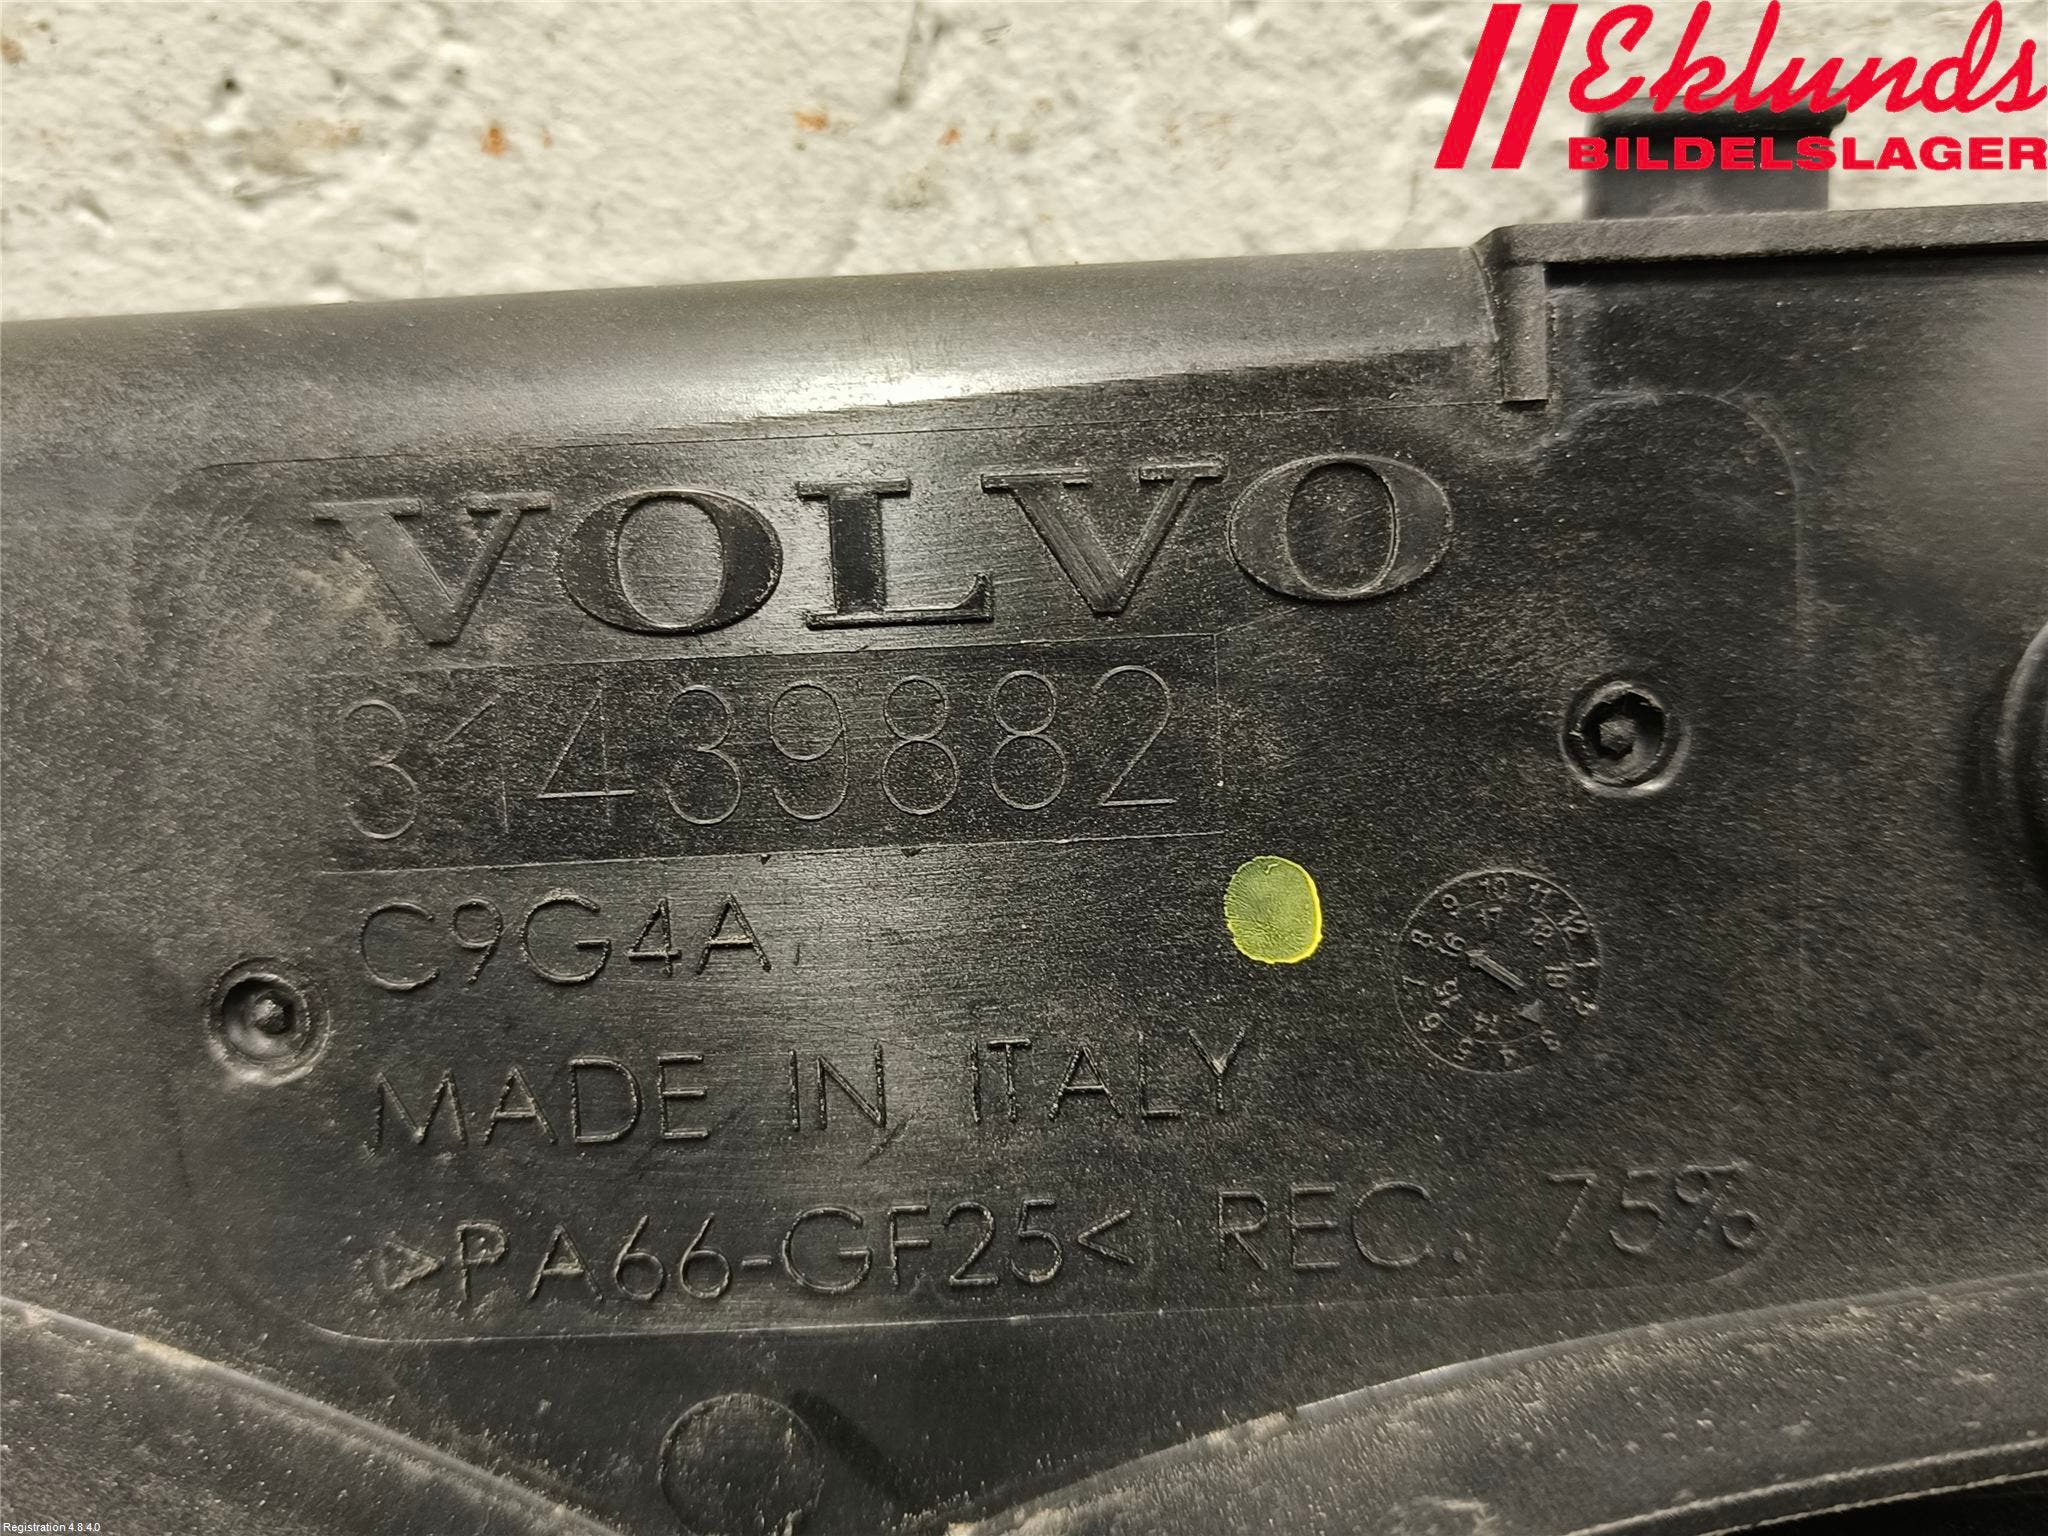 Eklunds
BILDELSLAGER
VOLVO
31439882
C9G4A
MADE IN ITALY
>PA66-GF25< REC. 75%
Registration 4.8.4.0